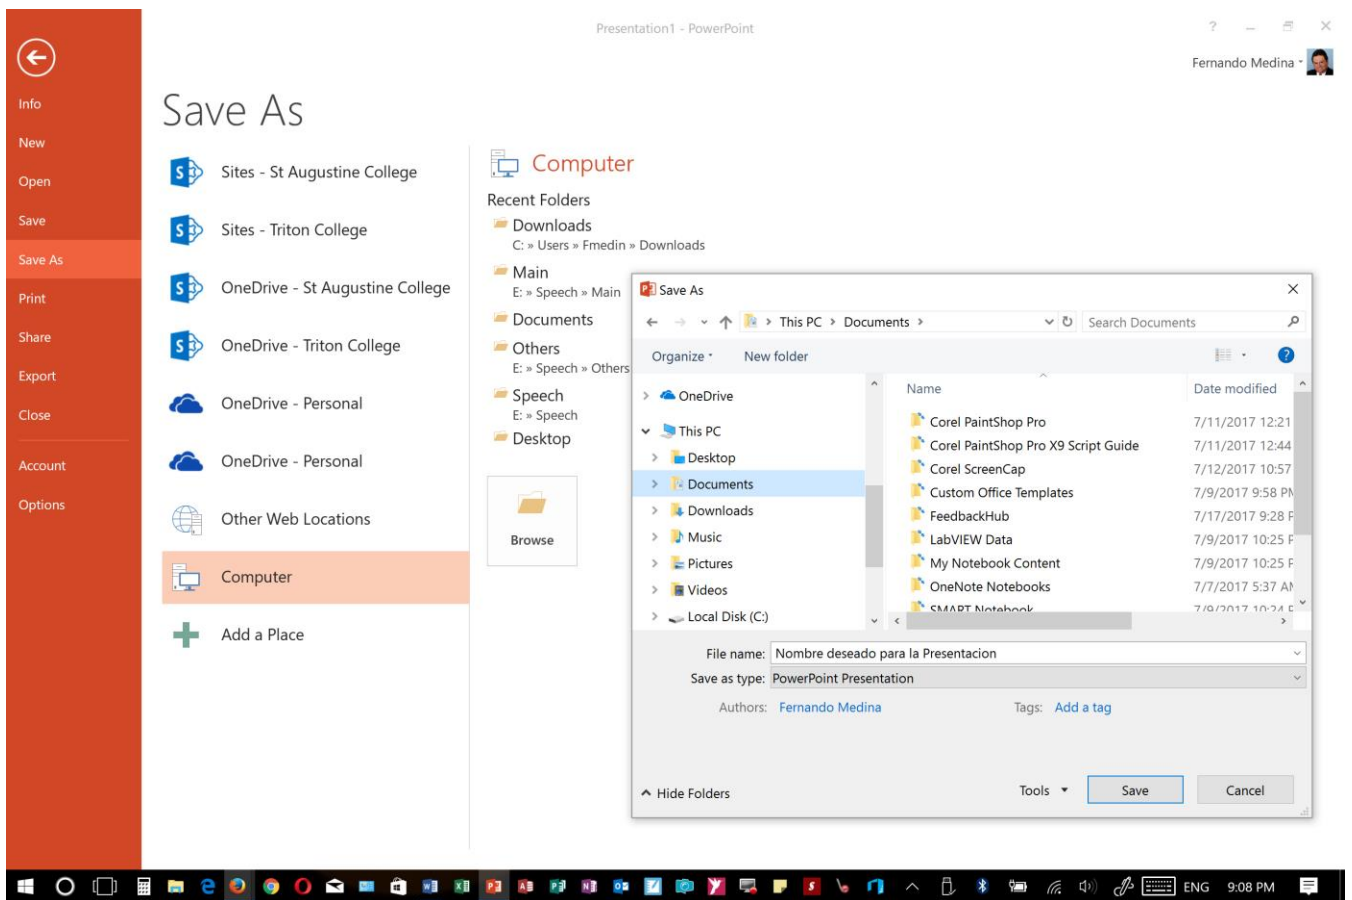 Presentation1 - PowerPoint
?
Fernando Medina
Info
New
Open
Save
Save As
Print
Share
Export
Close
Account
Options
Save As
Sites - St Augustine College
Sites - Triton College
OneDrive - St Augustine College
OneDrive - Triton College
OneDrive - Personal
OneDrive - Personal
Other Web Locations
Computer
Add a Place
Computer
Recent Folders
Downloads
C: » Users » Fmedin » Downloads
Main
E: » Speech » Main
Documents
Others
E: » Speech » Others
Speech
E: » Speech
Desktop
Browse
Save As
This PC > Documents >
Search Documents
Organize
New folder
OneDrive
This PC
Desktop
Documents
Downloads
Music
Pictures
Videos
Local Disk (C:)
Name Date modified
Corel PaintShop Pro 7/11/2017 12:21
Corel PaintShop Pro X9 Script Guide 7/11/2017 12:44
Corel ScreenCap 7/12/2017 10:57
Custom Office Templates 7/9/2017 9:58 PM
FeedbackHub 7/17/2017 9:28 P
LabVIEW Data 7/9/2017 10:25 P
My Notebook Content 7/9/2017 10:25 P
OneNote Notebooks 7/7/2017 5:37 AM
SMART Notebook 7/9/2017 10:24 P
File name: Nombre deseado para la Presentacion
Save as type: PowerPoint Presentation
Authors: Fernando Medina
Tags: Add a tag
Hide Folders
Tools
Save
Cancel
ENG 9:08 PM